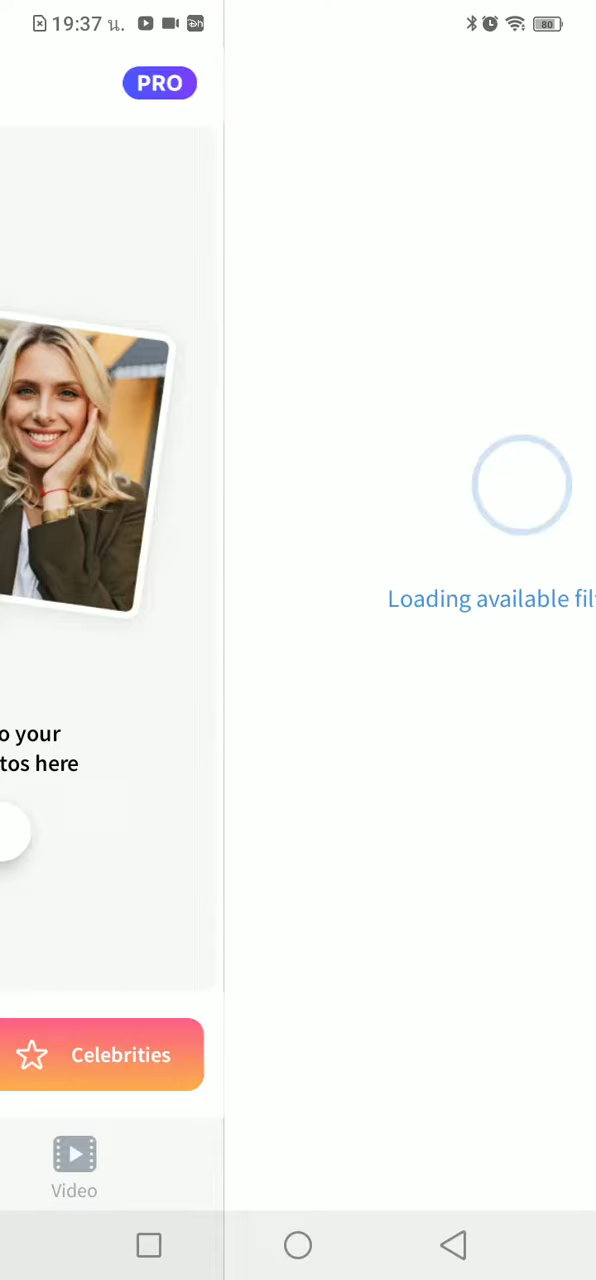 19:37 น.
80
PRO
Loading available fil
o your
tos here
Celebrities
Video